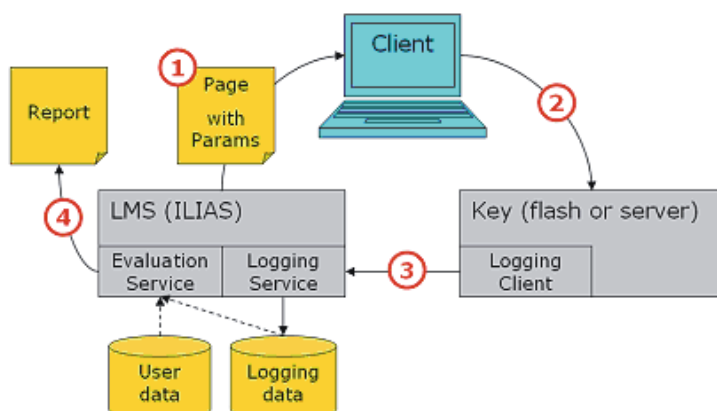 Client
1
Page
with
Params
2
Report
4
LMS (ILIAS)
Evaluation
Service
Logging
Service
3
Key (flash or server)
Logging
Client
User
data
Logging
data